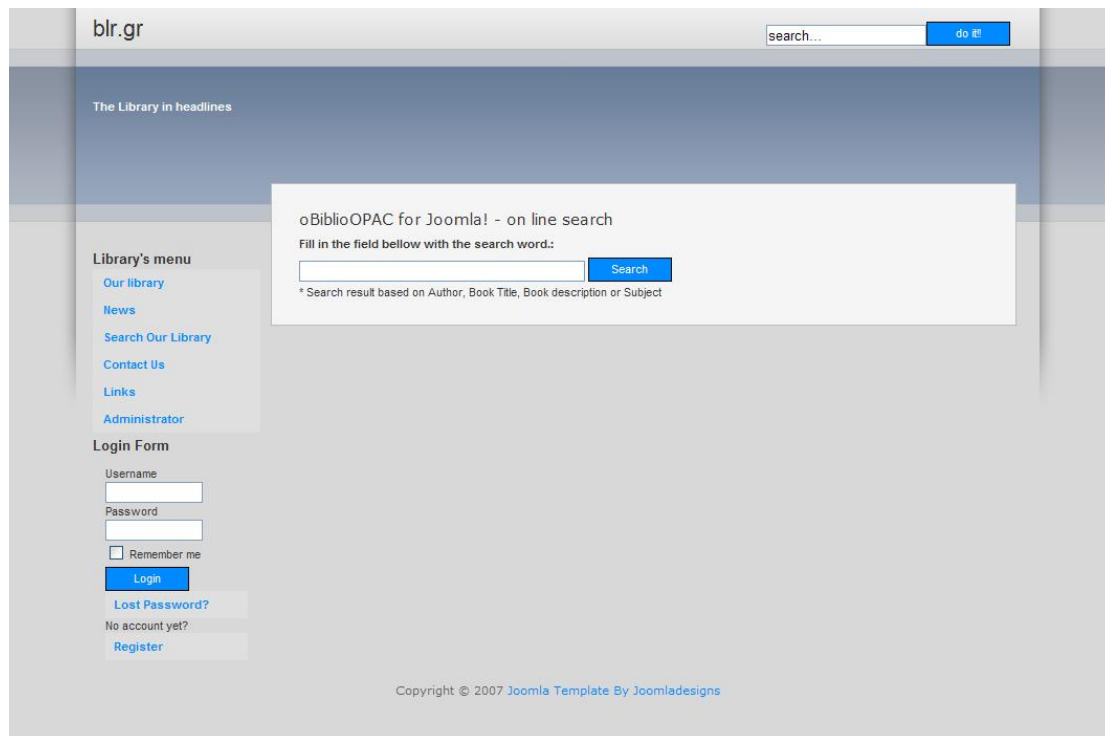 blr.gr
search...
do it!!
The Library in headlines
oBiblioOPAC for Joomla! - on line search
Fill in the field bellow with the search word.:
Search
* Search result based on Author, Book Title, Book description or Subject
Library's menu
Our library
News
Search Our Library
Contact Us
Links
Administrator
Login Form
Username
Password
Remember me
Login
Lost Password?
No account yet?
Register
Copyright © 2007 Joomla Template By Joomladesigns